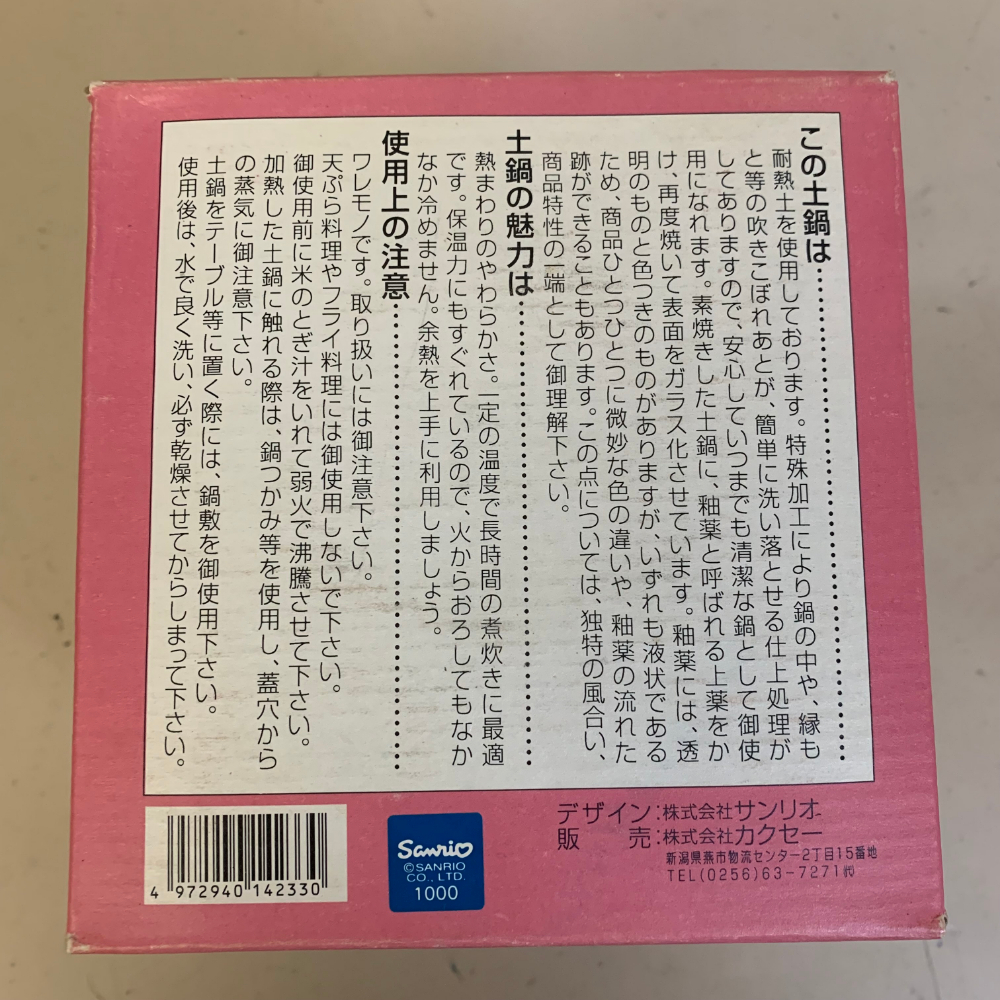 この土鍋は……………………
耐熱土を使用しております。特殊加工により鍋の中や、縁も
と等の吹きこぼれあとが、簡単に洗い落とせる仕上処理が
してありますので、安心していつまでも清潔な鍋として御使
用になれます。素焼きした土鍋に、釉薬と呼ばれる上薬をか
け、再度焼いて表面をガラス化させています。釉薬には、透
明のものと色つきのものがありますが、いずれも液状である
ため、商品ひとつひとつに微妙な色の違いや、釉薬の流れた
跡ができることもあります。この点については、独特の風合い、
商品特性の一端として御理解下さい。
土鍋の魅力は……………………
熱まわりのやわらかさ。一定の温度で長時間の煮炊きに最適
です。保温力にもすぐれているので、火からおろしてもなか
なか冷めません。余熱を上手に利用しましょう。
使用上の注意……………………
ワレモノです。取り扱いには御注意下さい。
天ぷら料理やフライ料理には御使用しないで下さい。
御使用前に米のとぎ汁をいれて弱火で沸騰させて下さい。
加熱した土鍋に触れる際は、鍋つかみ等を使用し、蓋穴から
の蒸気に御注意下さい。
土鍋をテーブル等に置く際には、鍋敷を御使用下さい。
使用後は、水で良く洗い、必ず乾燥させてからしまって下さい。
デザイン:株式会社サンリオ
販　売:株式会社カクセー
新潟県燕市物流センター2丁目15番地
TEL(0256)63-7271㈹
Sanrio
©SANRIO
CO., LTD.
1000
4 972940 142330